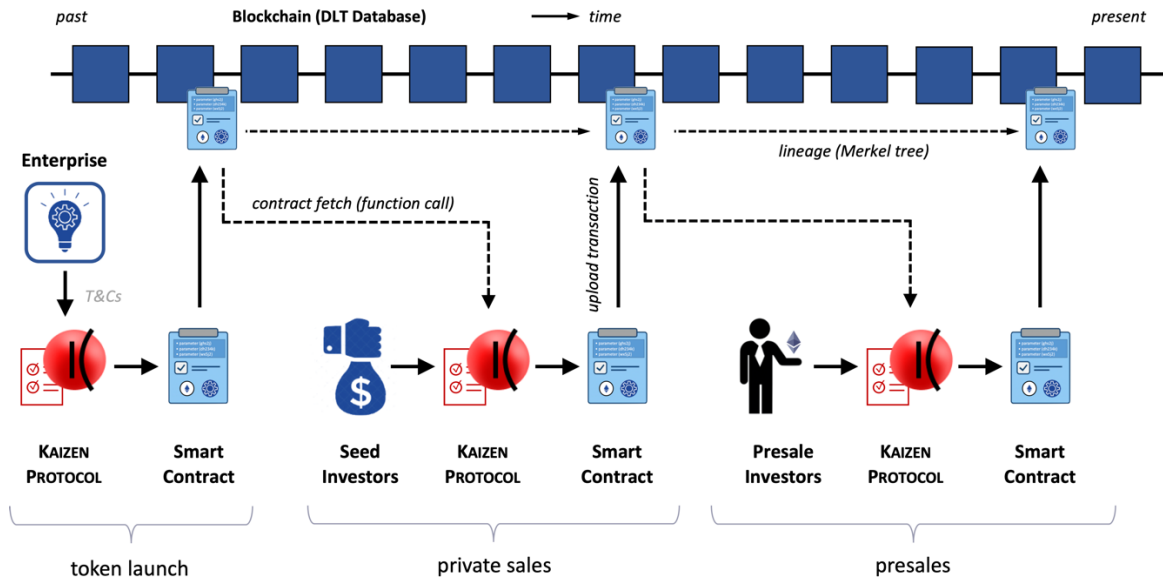 past
Blockchain (DLT Database)
time
present
Enterprise
lineage (Merkel tree)
contract fetch (function call)
upload transaction
T&Cs
$
KAIZEN
PROTOCOL
Smart
Contract
Seed
Investors
KAIZEN
PROTOCOL
Smart
Contract
Presale
Investors
KAIZEN
PROTOCOL
Smart
Contract
token launch
private sales
presales